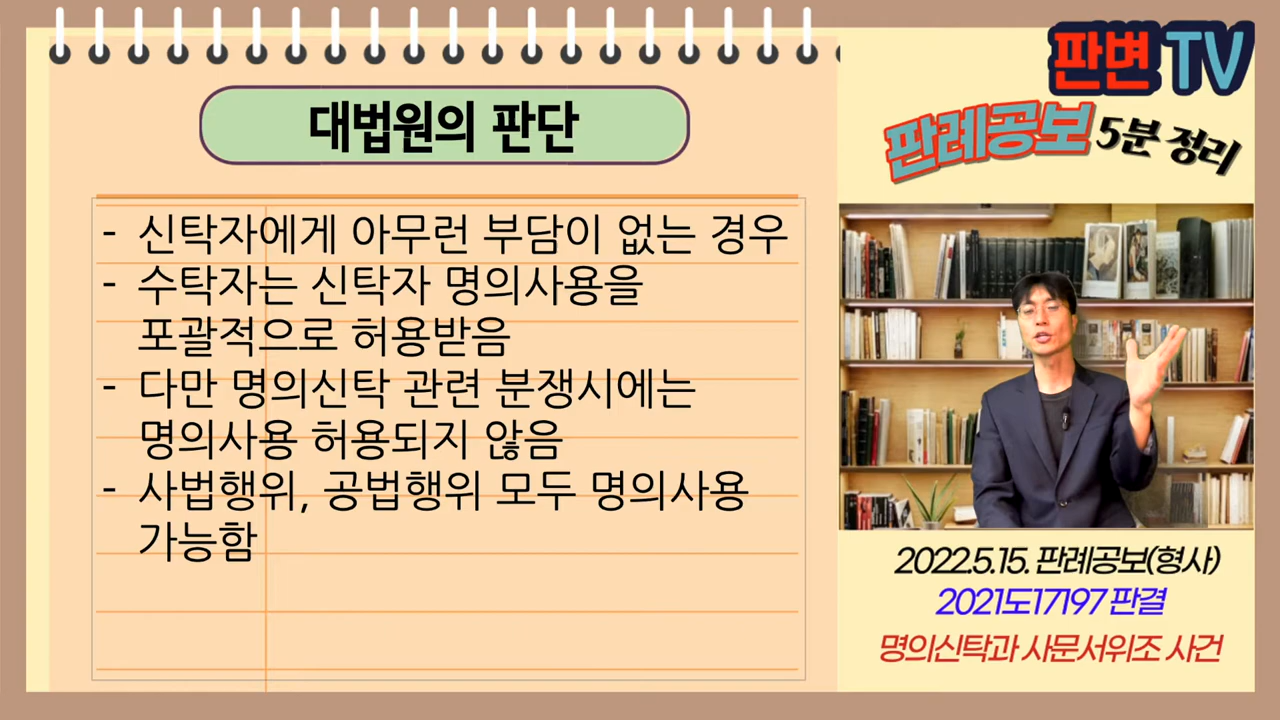 대법원의 판단
- 신탁자에게 아무런 부담이 없는 경우
- 수탁자는 신탁자 명의사용을
포괄적으로 허용받음
- 다만 명의신탁 관련 분쟁시에는
명의사용 허용되지 않음
- 사법행위, 공법행위 모두 명의사용
가능함
판변 TV
판례공보 5분 정리
2022.5.15. 판례공보(형사)
2021도17197 판결
명의신탁과 사문서위조 사건